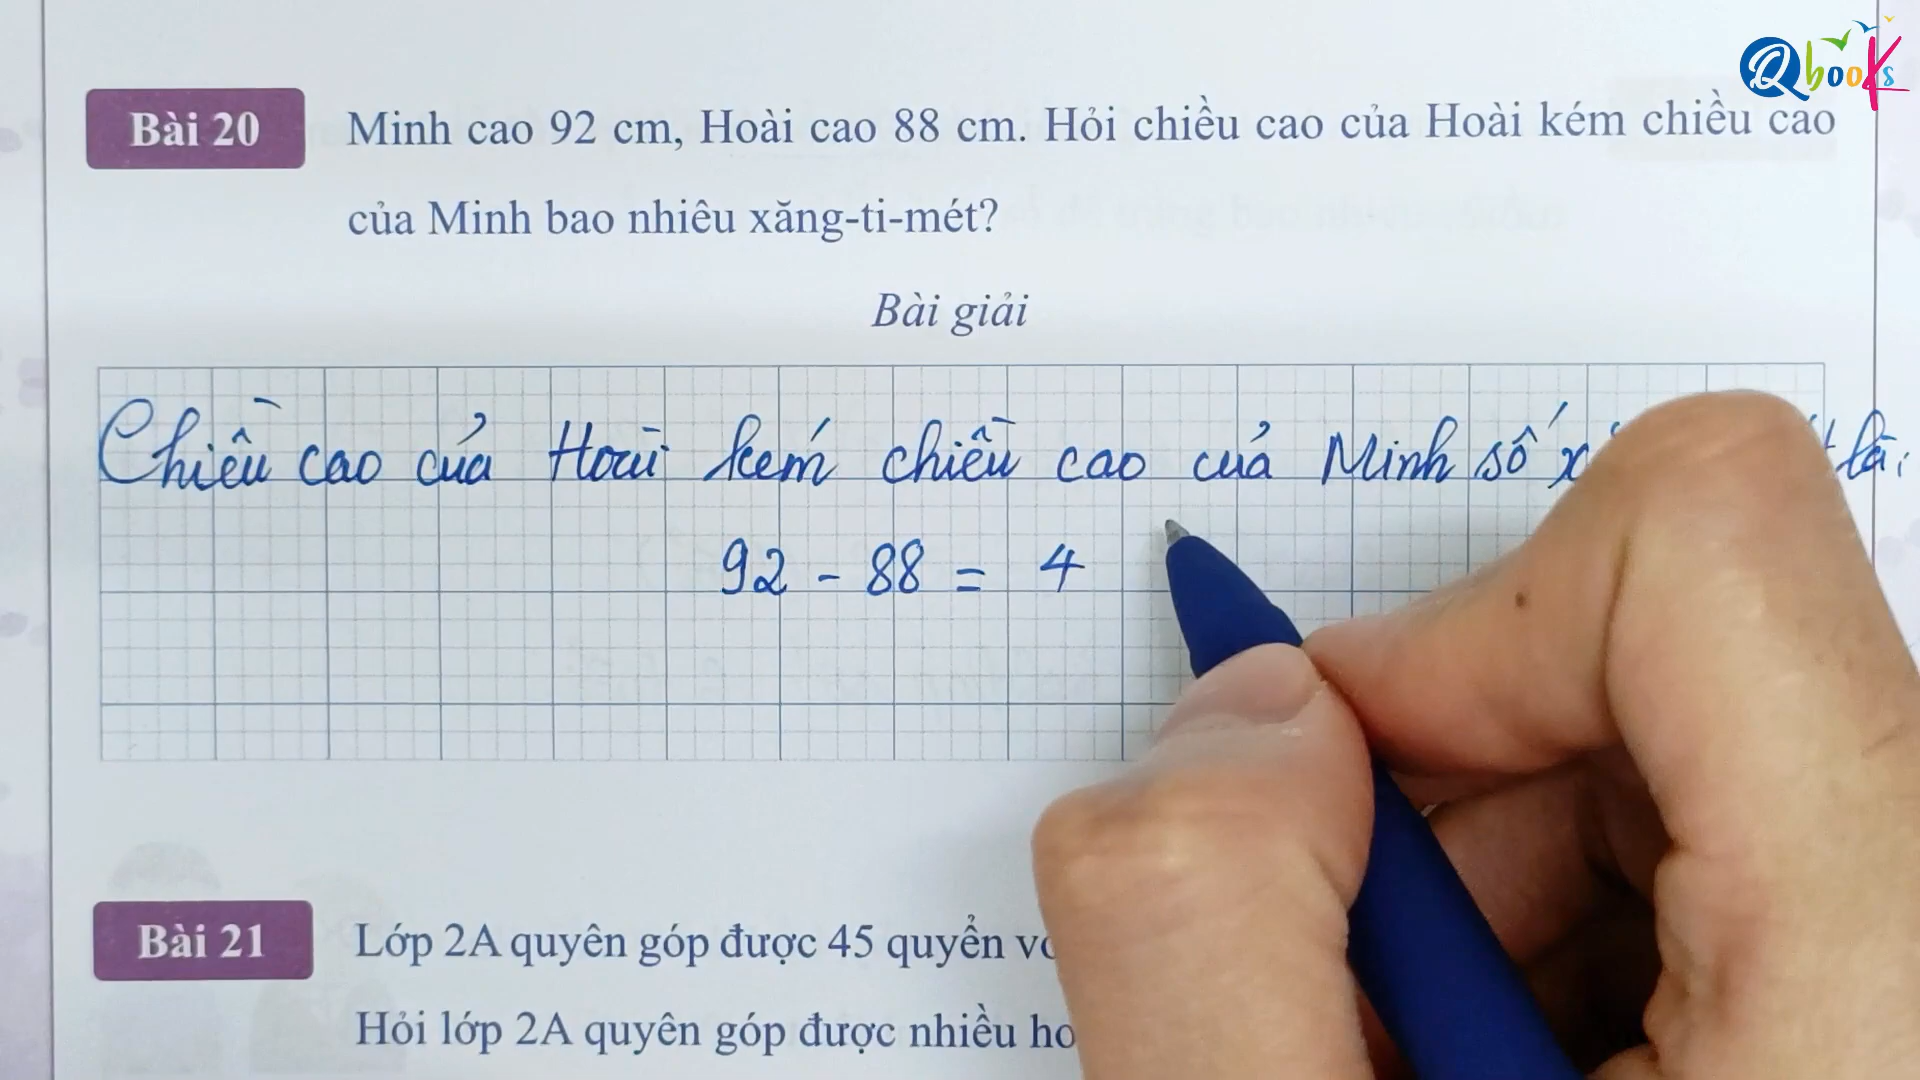 Qbooks
Bài 20 Minh cao 92 cm, Hoài cao 88 cm. Hỏi chiều cao của Hoài kém chiều cao
của Minh bao nhiêu xăng-ti-mét?
Bài giải
Chiều cao của Hoài kém chiều cao của Minh số là:
92 - 88 = 4
Bài 21 Lớp 2A quyên góp được 45 quyển
Hỏi lớp 2A quyên góp được nhiều